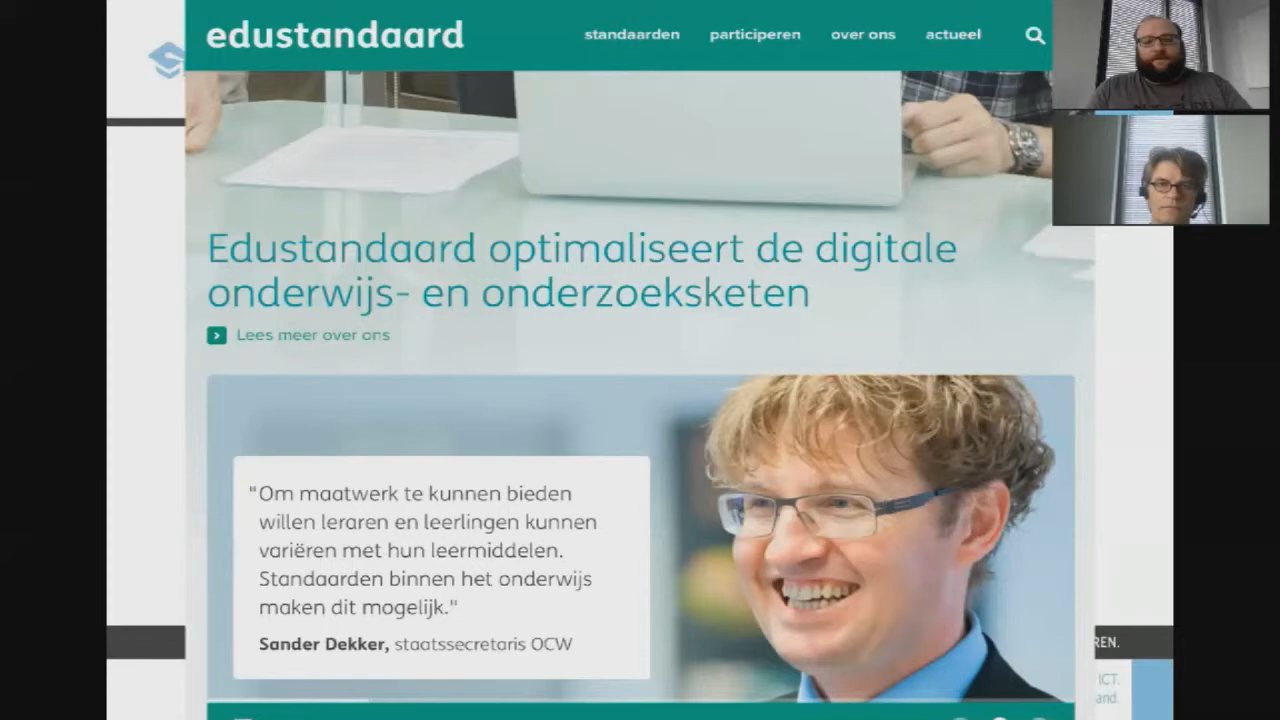 edustandaard
standaarden participeren over ons actueel
Edustandaard optimaliseert de digitale
onderwijs- en onderzoeksketen
Lees meer over ons
"Om maatwerk te kunnen bieden
willen leraren en leerlingen kunnen
variëren met hun leermiddelen.
Standaarden binnen het onderwijs
maken dit mogelijk."
Sander Dekker, staatssecretaris OCW
REN.
ICT.
and.